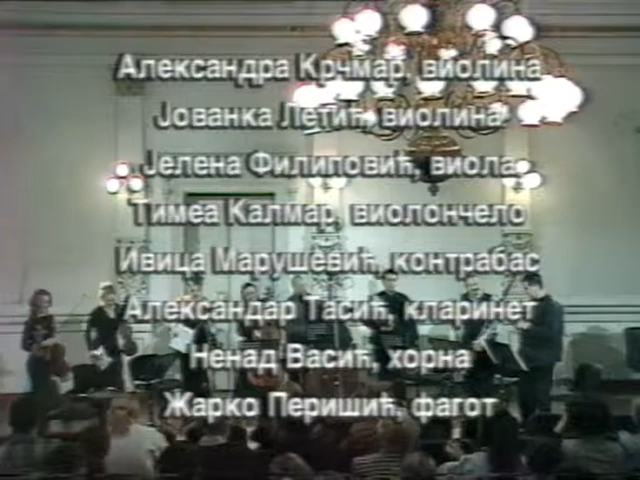 Александра Крчмар, виолина
Јованка Летић, виолина
Јелена Филиповић, виола
Тимеа Калмар, виолончело
Ивица Марушевић, контрабас
Александар Тасић, кларинет
Ненад Васић, хорна
Жарко Перишић, фагот